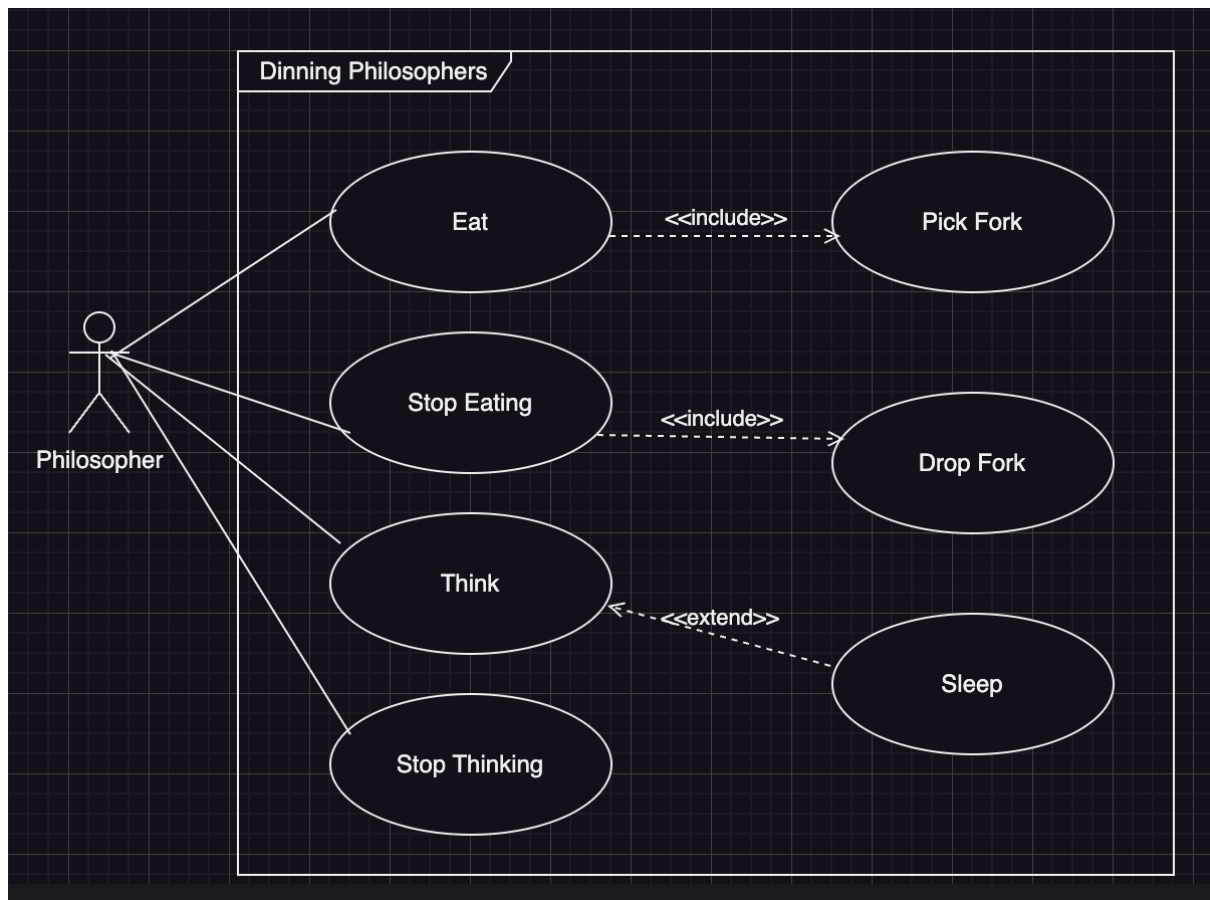 Dinning Philosophers
Eat
<<include>>
Pick Fork
Stop Eating
<<include>>
Drop Fork
Philosopher
Think
<<extend>>
Sleep
Stop Thinking